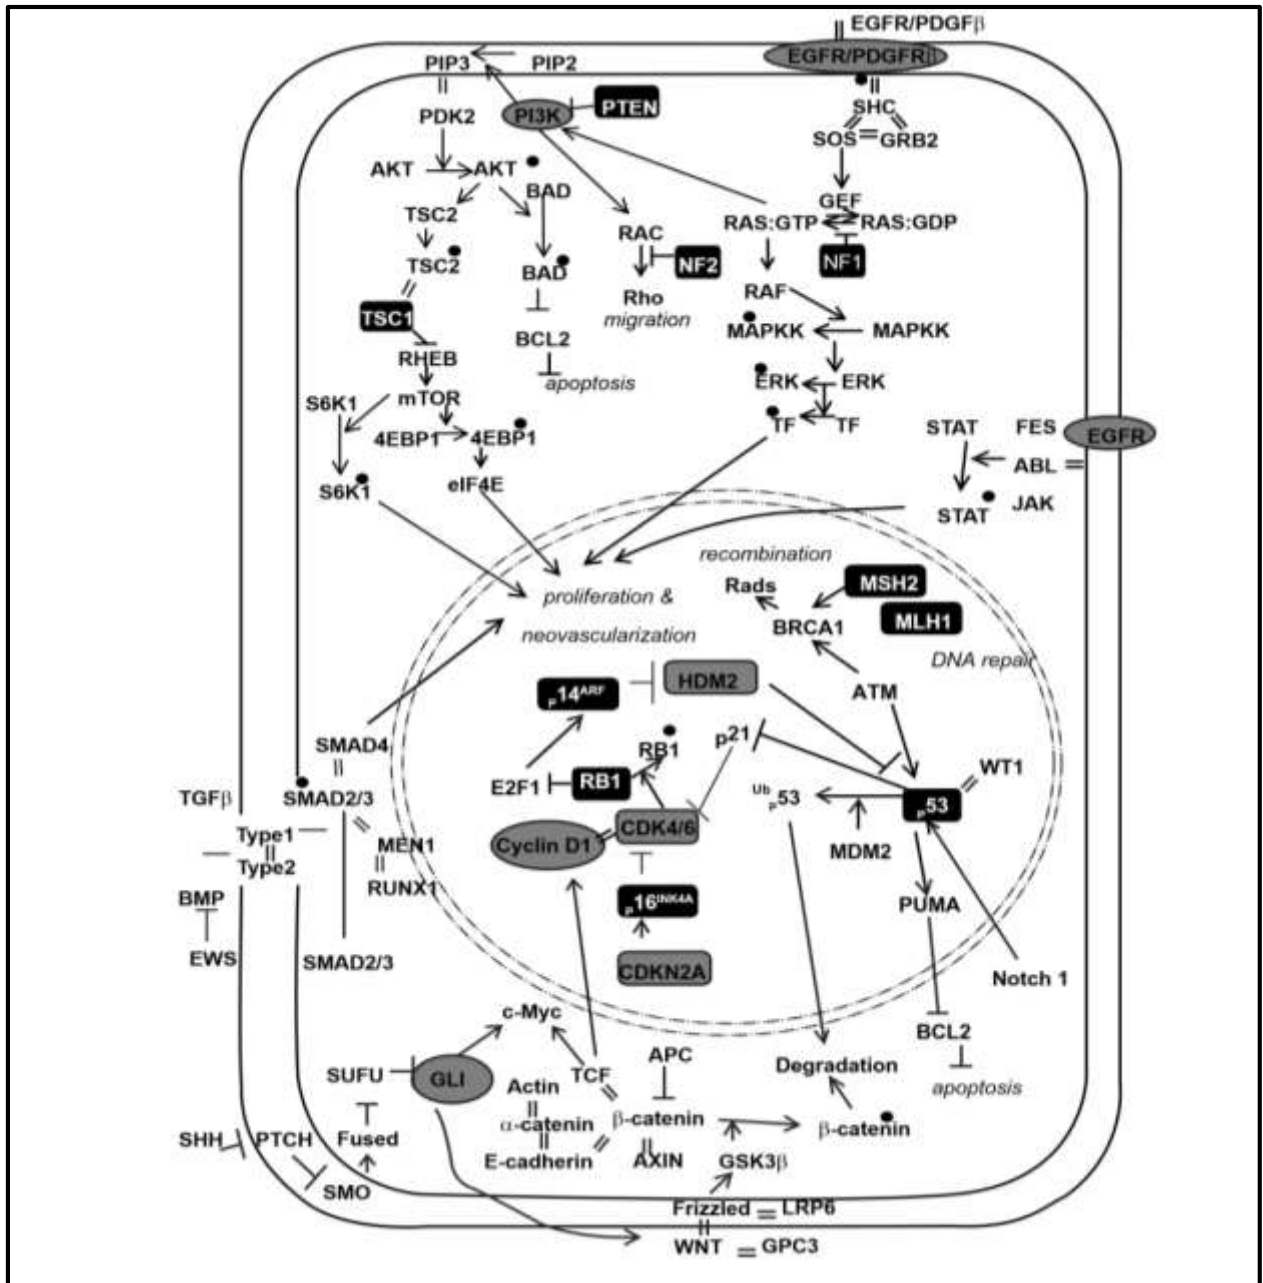 EGFR/PDGFβ
EGFR/PDGFRβ
PIP3
PIP2
PDK2
PI3K
PTEN
SHC
SOS
GRB2
AKT
AKT
BAD
GEF
TSC2
RAS:GTP
RAS:GDP
RAC
NF2
NF1
TSC2
BAD
Rho
migration
RAF
TSC1
BCL2
MAPKK
MAPKK
RHEB
apoptosis
ERK
ERK
S6K1
mTOR
TF
TF
4EBP1
4EBP1
STAT
FES
EGFR
ABL
S6K1
eIF4E
STAT
JAK
recombination
Rads
MSH2
proliferation &
MLH1
BRCA1
neovascularization
DNA repair
p14ARF
HDM2
ATM
SMAD4
RB1
p21
WT1
E2F1
RB1
TGFβ
SMAD2/3
Ub p53
p53
Type1
Cyclin D1
CDK4/6
MEN1
MDM2
Type2
RUNX1
BMP
p16INK4A
PUMA
EWS
SMAD2/3
CDKN2A
Notch 1
c-Myc
BCL2
APC
SUFU
GLI
TCF
Degradation
Actin
apoptosis
α-catenin
β-catenin
β-catenin
SHH
PTCH
Fused
E-cadherin
AXIN
GSK3β
SMO
Frizzled
LRP6
WNT
GPC3